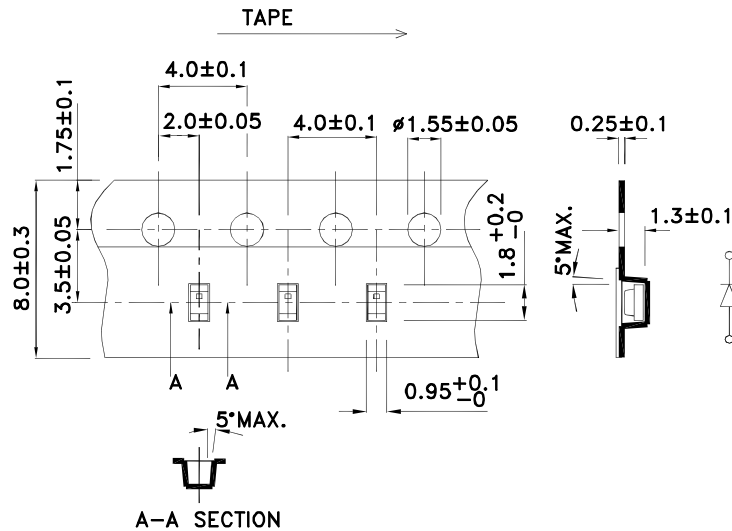 TAPE
4.0±0.1
1.75±0.1
2.0±0.05
4.0±0.1
ø1.55±0.05
0.25±0.1
8.0±0.3
3.5±0.05
1.8 +0.2 -0
5°MAX.
1.3±0.1
A
A
0.95 +0.1 -0
5°MAX.
A-A SECTION